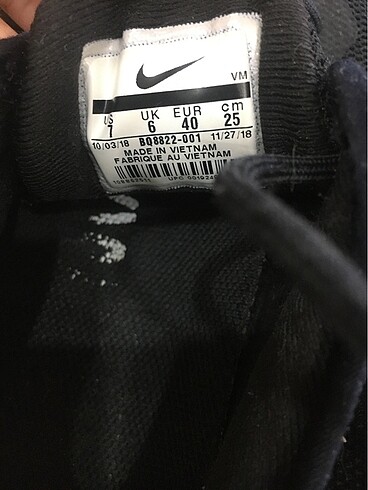 VM
US UK EUR cm
7 6 40 25
10/03/18 BQ8822-001 11/27/18
MADE IN VIETNAM
FABRIQUE AU VIETNAM
UPC